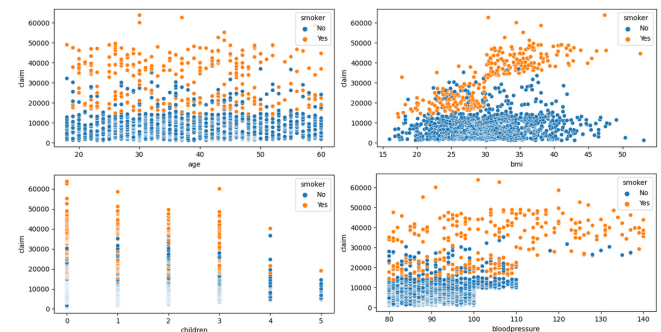 60000
50000
40000
30000
20000
10000
0
claim
20
30
40
50
60
age
smoker
No
Yes
60000
50000
40000
30000
20000
10000
0
claim
15
20
25
30
35
40
45
50
bmi
smoker
No
Yes
60000
50000
40000
30000
20000
10000
0
claim
0
1
2
3
4
5
children
smoker
No
Yes
60000
50000
40000
30000
20000
10000
0
claim
80
90
100
110
120
130
140
bloodpressure
smoker
No
Yes